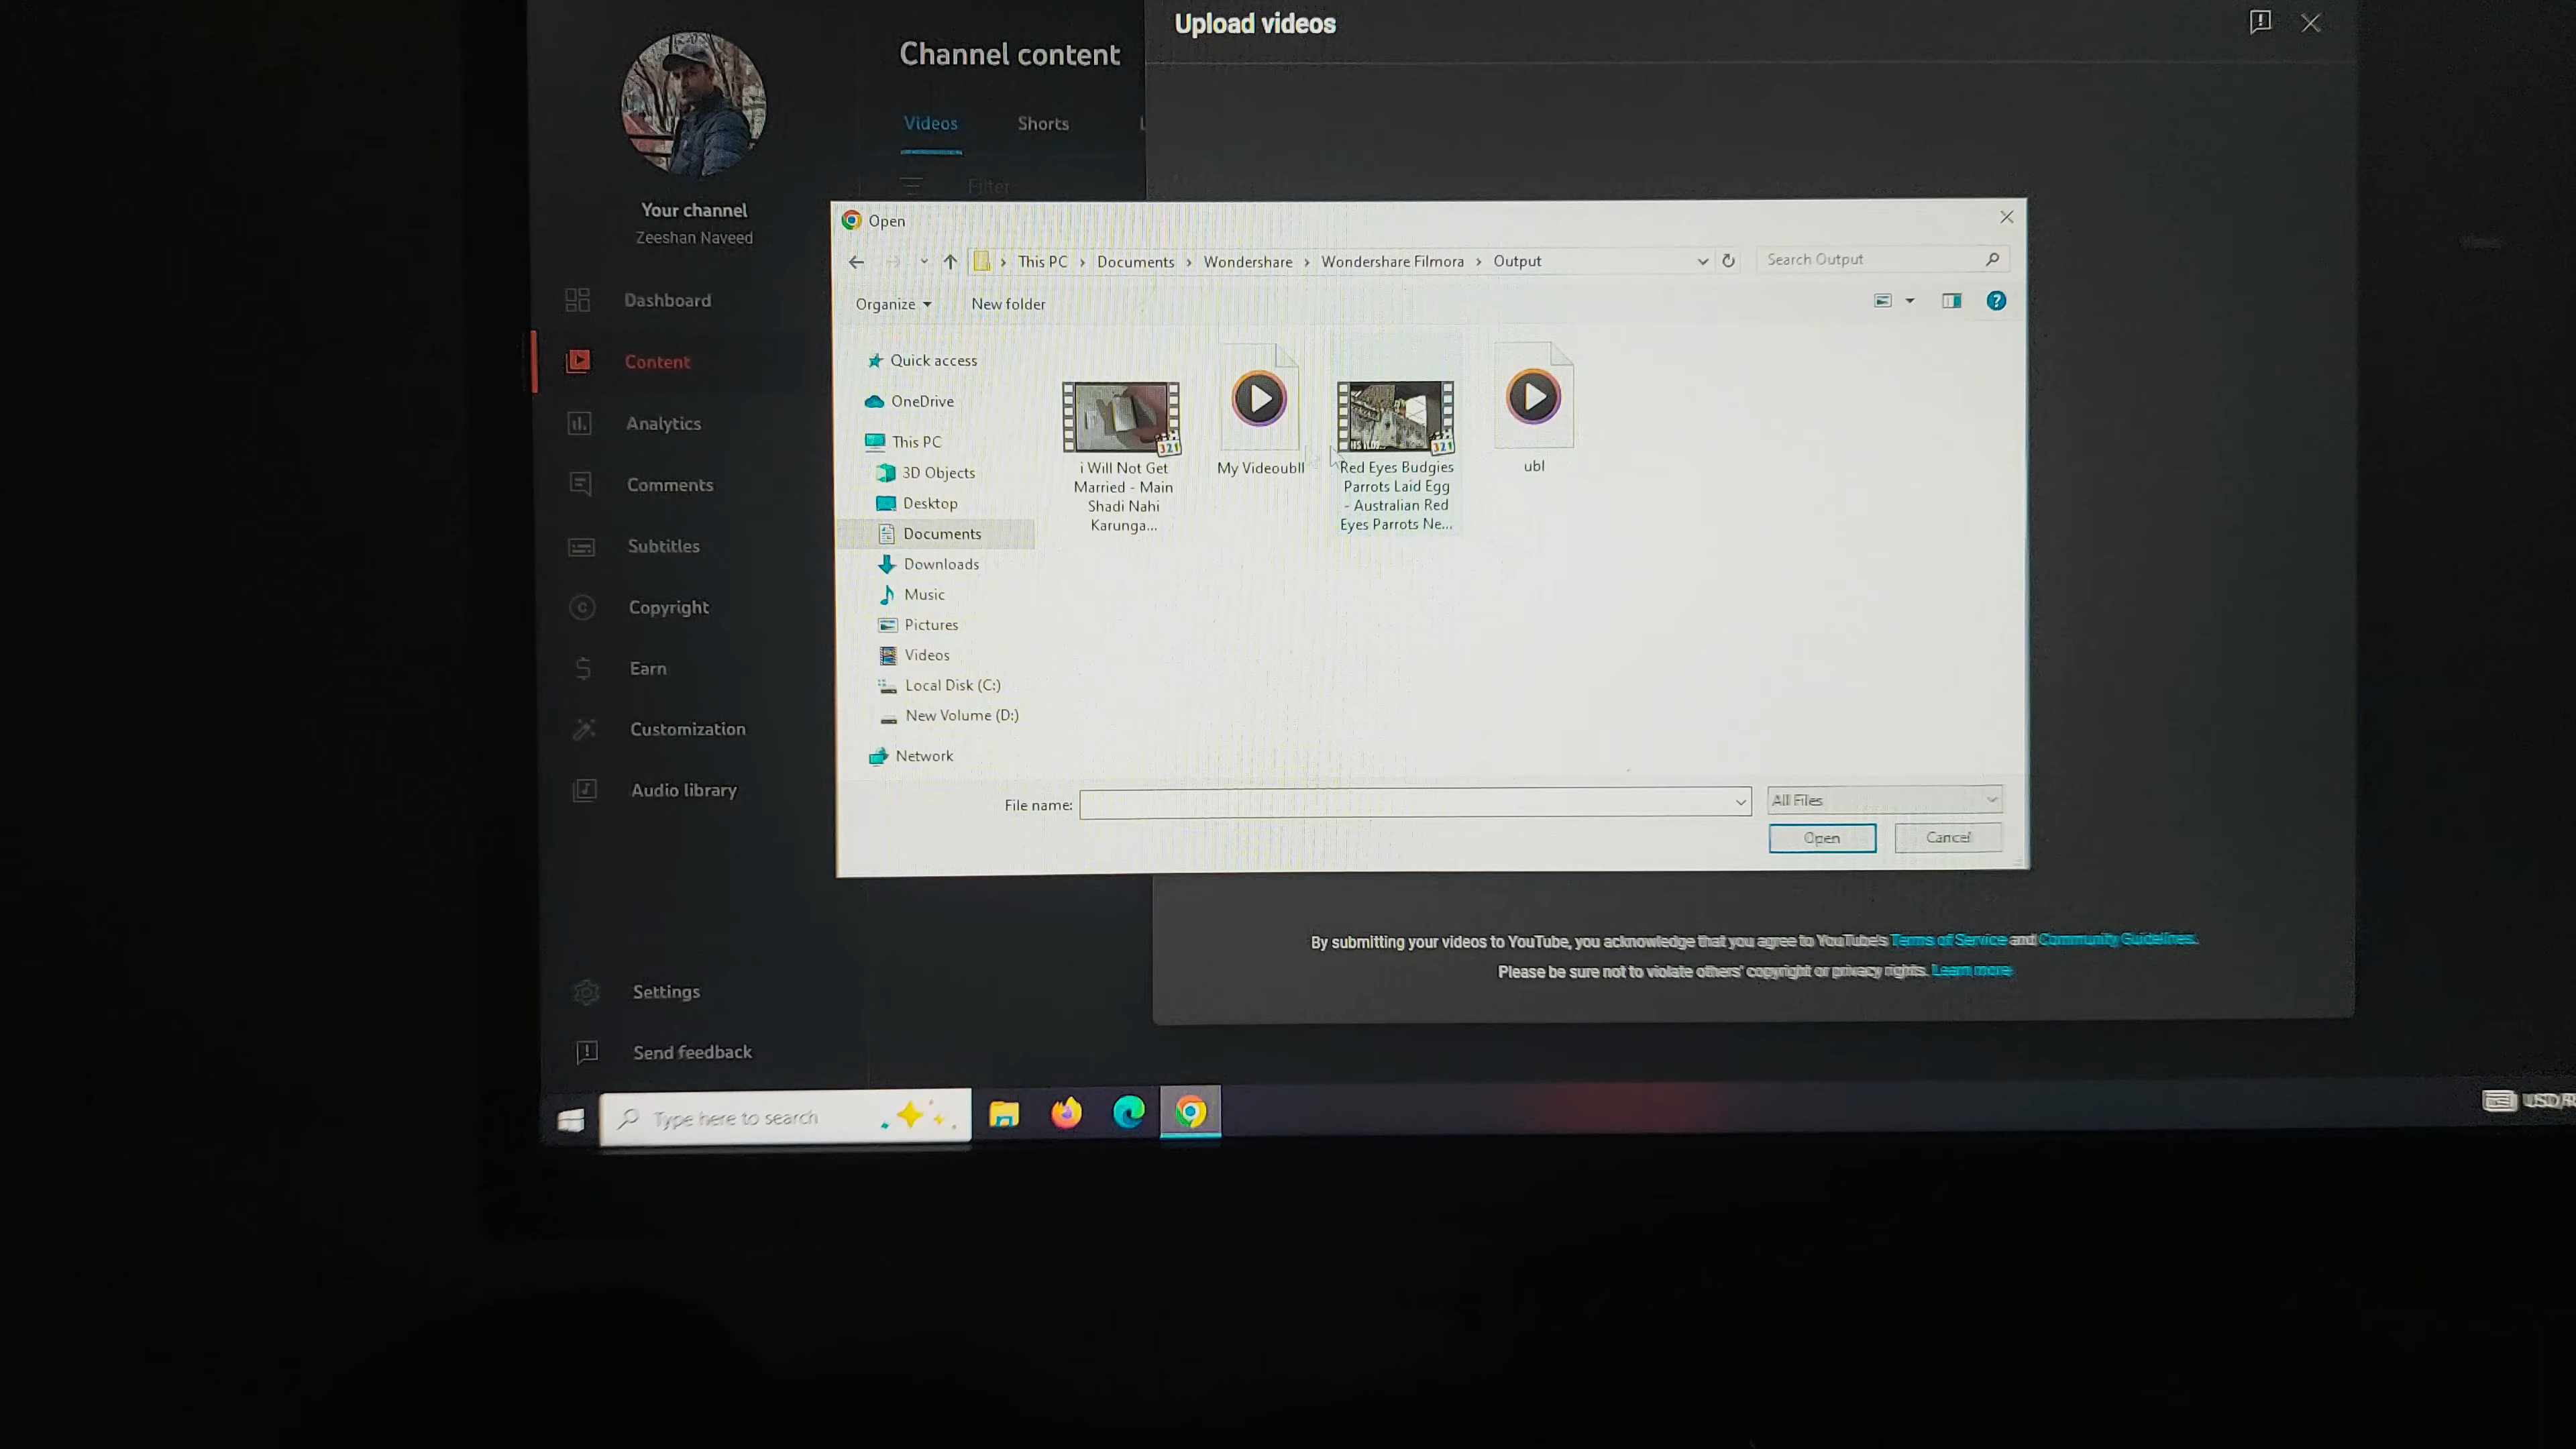 Upload videos
Channel content
Videos
Shorts
Filter
Your channel
Zeeshan Naveed
Dashboard
Content
Analytics
Comments
Subtitles
Copyright
Earn
Customization
Audio library
Settings
Send feedback
Open
This PC › Documents › Wondershare › Wondershare Filmora › Output
Search Output
Organize
New folder
Quick access
OneDrive
This PC
3D Objects
Desktop
Documents
Downloads
Music
Pictures
Videos
Local Disk (C:)
New Volume (D:)
Network
i Will Not Get
Married - Main
Shadi Nahi
Karunga...
My Videoubll
Red Eyes Budgies
Parrots Laid Egg
- Australian Red
Eyes Parrots Ne...
ubl
321
321
File name:
All Files
Open
Cancel
By submitting your videos to YouTube, you acknowledge that you agree to YouTube's Terms of Service and Community Guidelines.
Please be sure not to violate others' copyright or privacy rights. Learn more
Type here to search